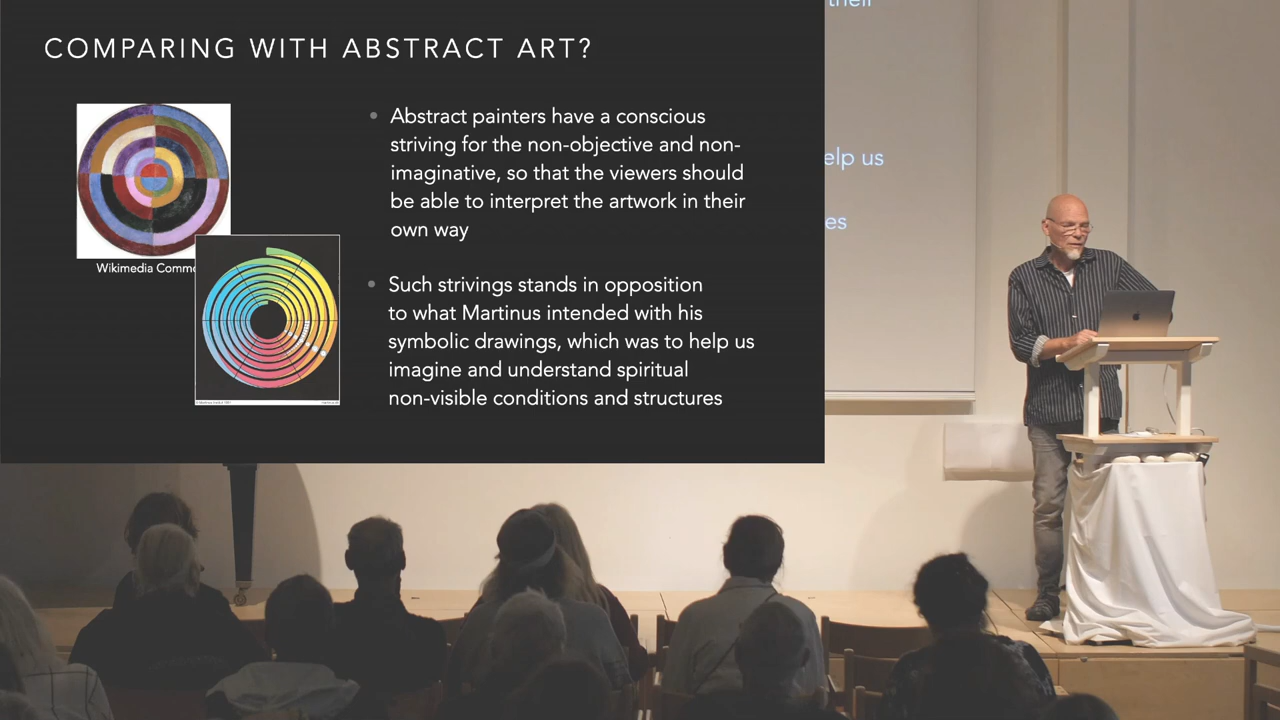 COMPARING WITH ABSTRACT ART?
Abstract painters have a conscious
striving for the non-objective and non-
imaginative, so that the viewers should
be able to interpret the artwork in their
own way
Wikimedia Comm
Such strivings stands in opposition
to what Martinus intended with his
symbolic drawings, which was to help us
imagine and understand spiritual
non-visible conditions and structures
their
elp us
es